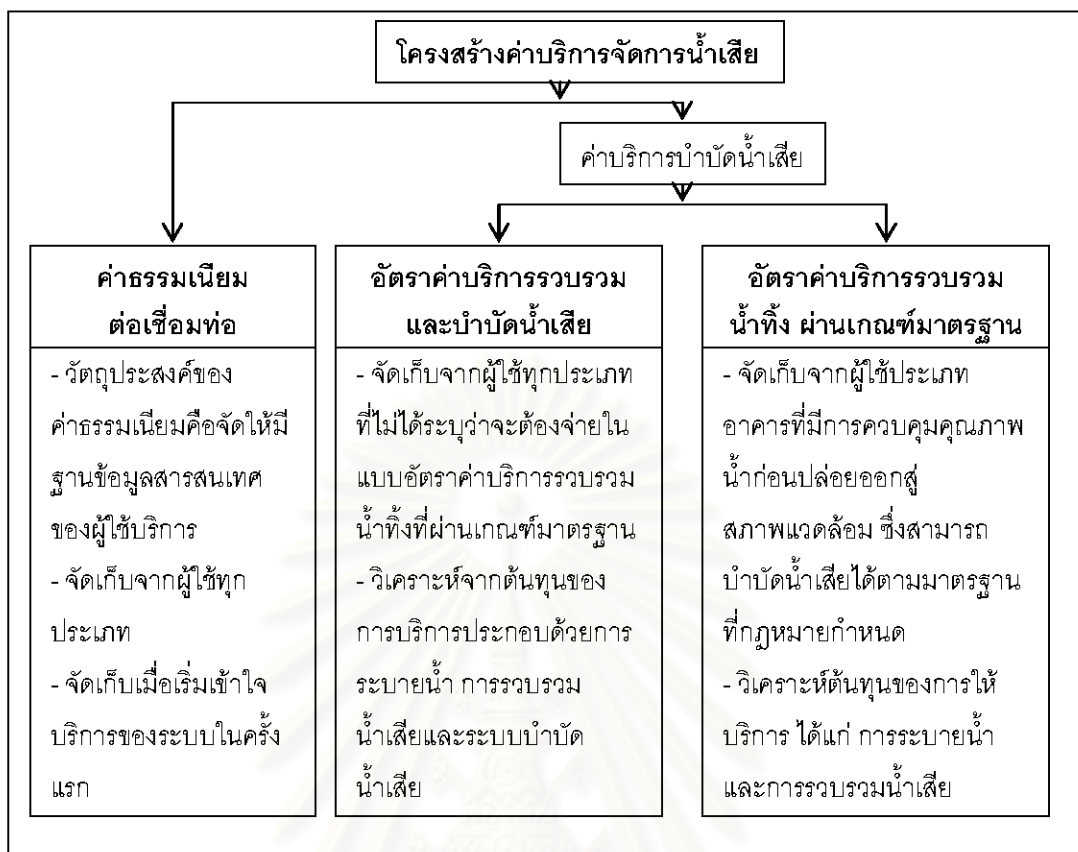 โครงสร้างค่าบริการจัดการน้ำเสีย
ค่าบริการบำบัดน้ำเสีย
ค่าธรรมเนียม
ต่อเชื่อมท่อ
- วัตถุประสงค์ของ
ค่าธรรมเนียมคือจัดให้มี
ฐานข้อมูลสารสนเทศ
ของผู้ใช้บริการ
- จัดเก็บจากผู้ใช้ทุก
ประเภท
- จัดเก็บเมื่อเริ่มเข้าใจ
บริการของระบบในครั้ง
แรก
อัตราค่าบริการรวบรวม
และบำบัดน้ำเสีย
- จัดเก็บจากผู้ใช้ทุกประเภท
ที่ไม่ได้ระบุว่าจะต้องจ่ายใน
แบบอัตราค่าบริการรวบรวม
น้ำทิ้งที่ผ่านเกณฑ์มาตรฐาน
- วิเคราะห์จากต้นทุนของ
การบริการประกอบด้วยการ
ระบายน้ำ การรวบรวม
น้ำเสียและระบบบำบัด
น้ำเสีย
อัตราค่าบริการรวบรวม
น้ำทิ้ง ผ่านเกณฑ์มาตรฐาน
- จัดเก็บจากผู้ใช้ประเภท
อาคารที่มีการควบคุมคุณภาพ
น้ำก่อนปล่อยออกสู่
สภาพแวดล้อม ซึ่งสามารถ
บำบัดน้ำเสียได้ตามมาตรฐาน
ที่กฎหมายกำหนด
- วิเคราะห์ต้นทุนของการให้
บริการ ได้แก่ การระบายน้ำ
และการรวบรวมน้ำเสีย